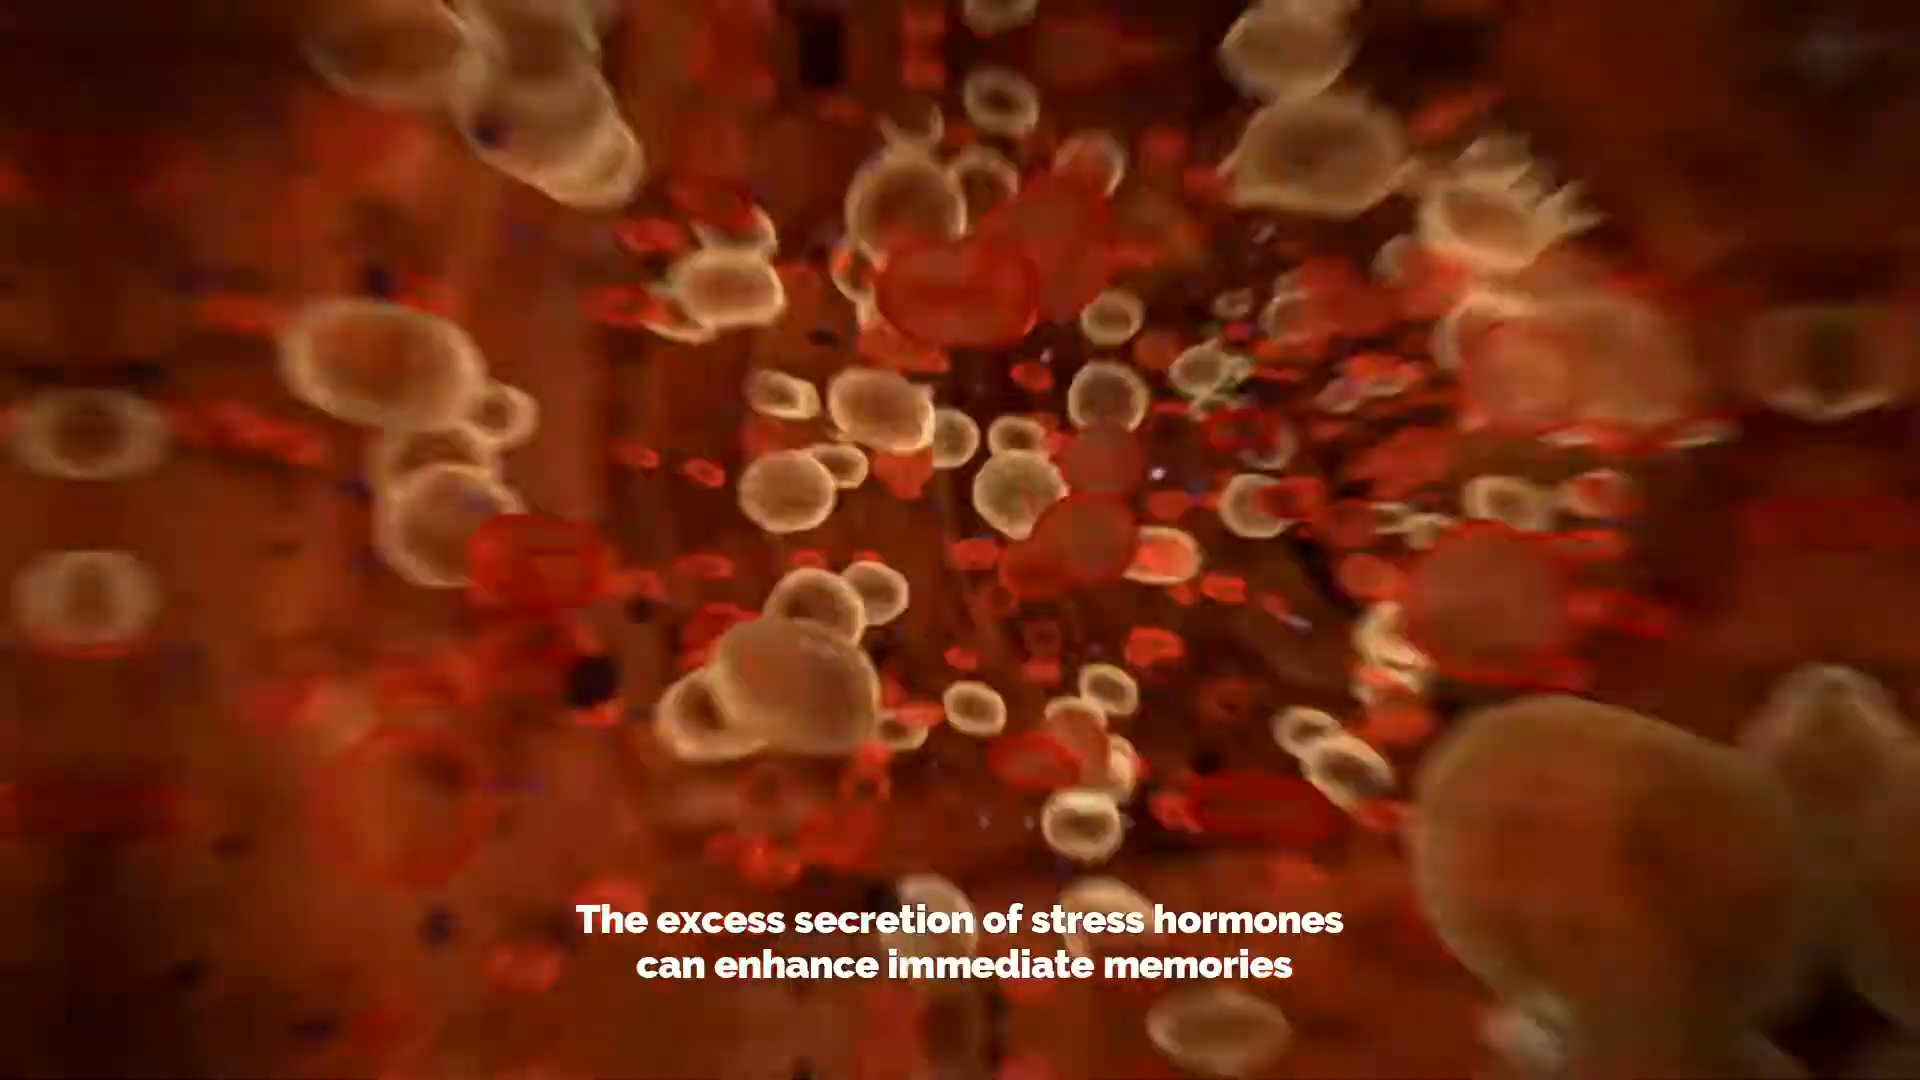 The excess secretion of stress hormones
can enhance immediate memories